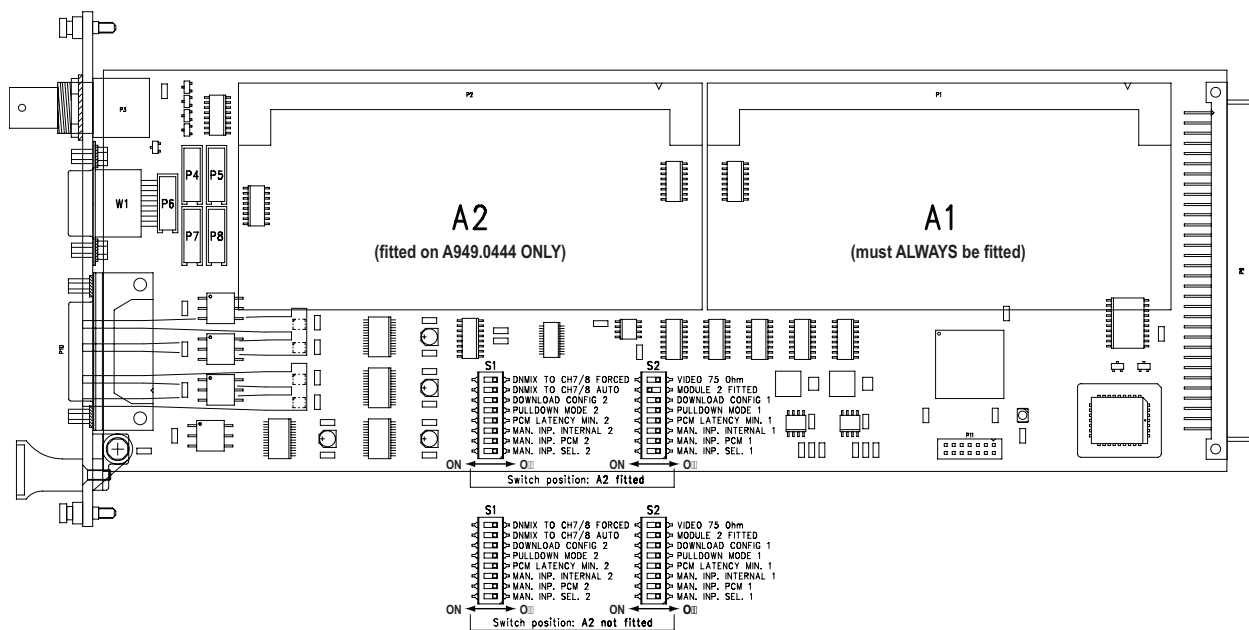 P3
P2
P1
P4
P5
W1
P6
P7
P8
A2
(fitted on A949.0444 ONLY)
A1
(must ALWAYS be fitted)
P10
P11
S1
DNMIX TO CH7/8 FORCED
DNMIX TO CH7/8 AUTO
DOWNLOAD CONFIG 2
PULLDOWN MODE 2
PCM LATENCY MIN. 2
MAN. INP. INTERNAL 2
MAN. INP. PCM 2
MAN. INP. SEL. 2
ON
S2
VIDEO 75 Ohm
MODULE 2 FITTED
DOWNLOAD CONFIG 1
PULLDOWN MODE 1
PCM LATENCY MIN. 1
MAN. INP. INTERNAL 1
MAN. INP. PCM 1
MAN. INP. SEL. 1
ON
Switch position: A2 fitted
S1
DNMIX TO CH7/8 FORCED
DNMIX TO CH7/8 AUTO
DOWNLOAD CONFIG 2
PULLDOWN MODE 2
PCM LATENCY MIN. 2
MAN. INP. INTERNAL 2
MAN. INP. PCM 2
MAN. INP. SEL. 2
ON
S2
VIDEO 75 Ohm
MODULE 2 FITTED
DOWNLOAD CONFIG 1
PULLDOWN MODE 1
PCM LATENCY MIN. 1
MAN. INP. INTERNAL 1
MAN. INP. PCM 1
MAN. INP. SEL. 1
ON
Switch position: A2 not fitted